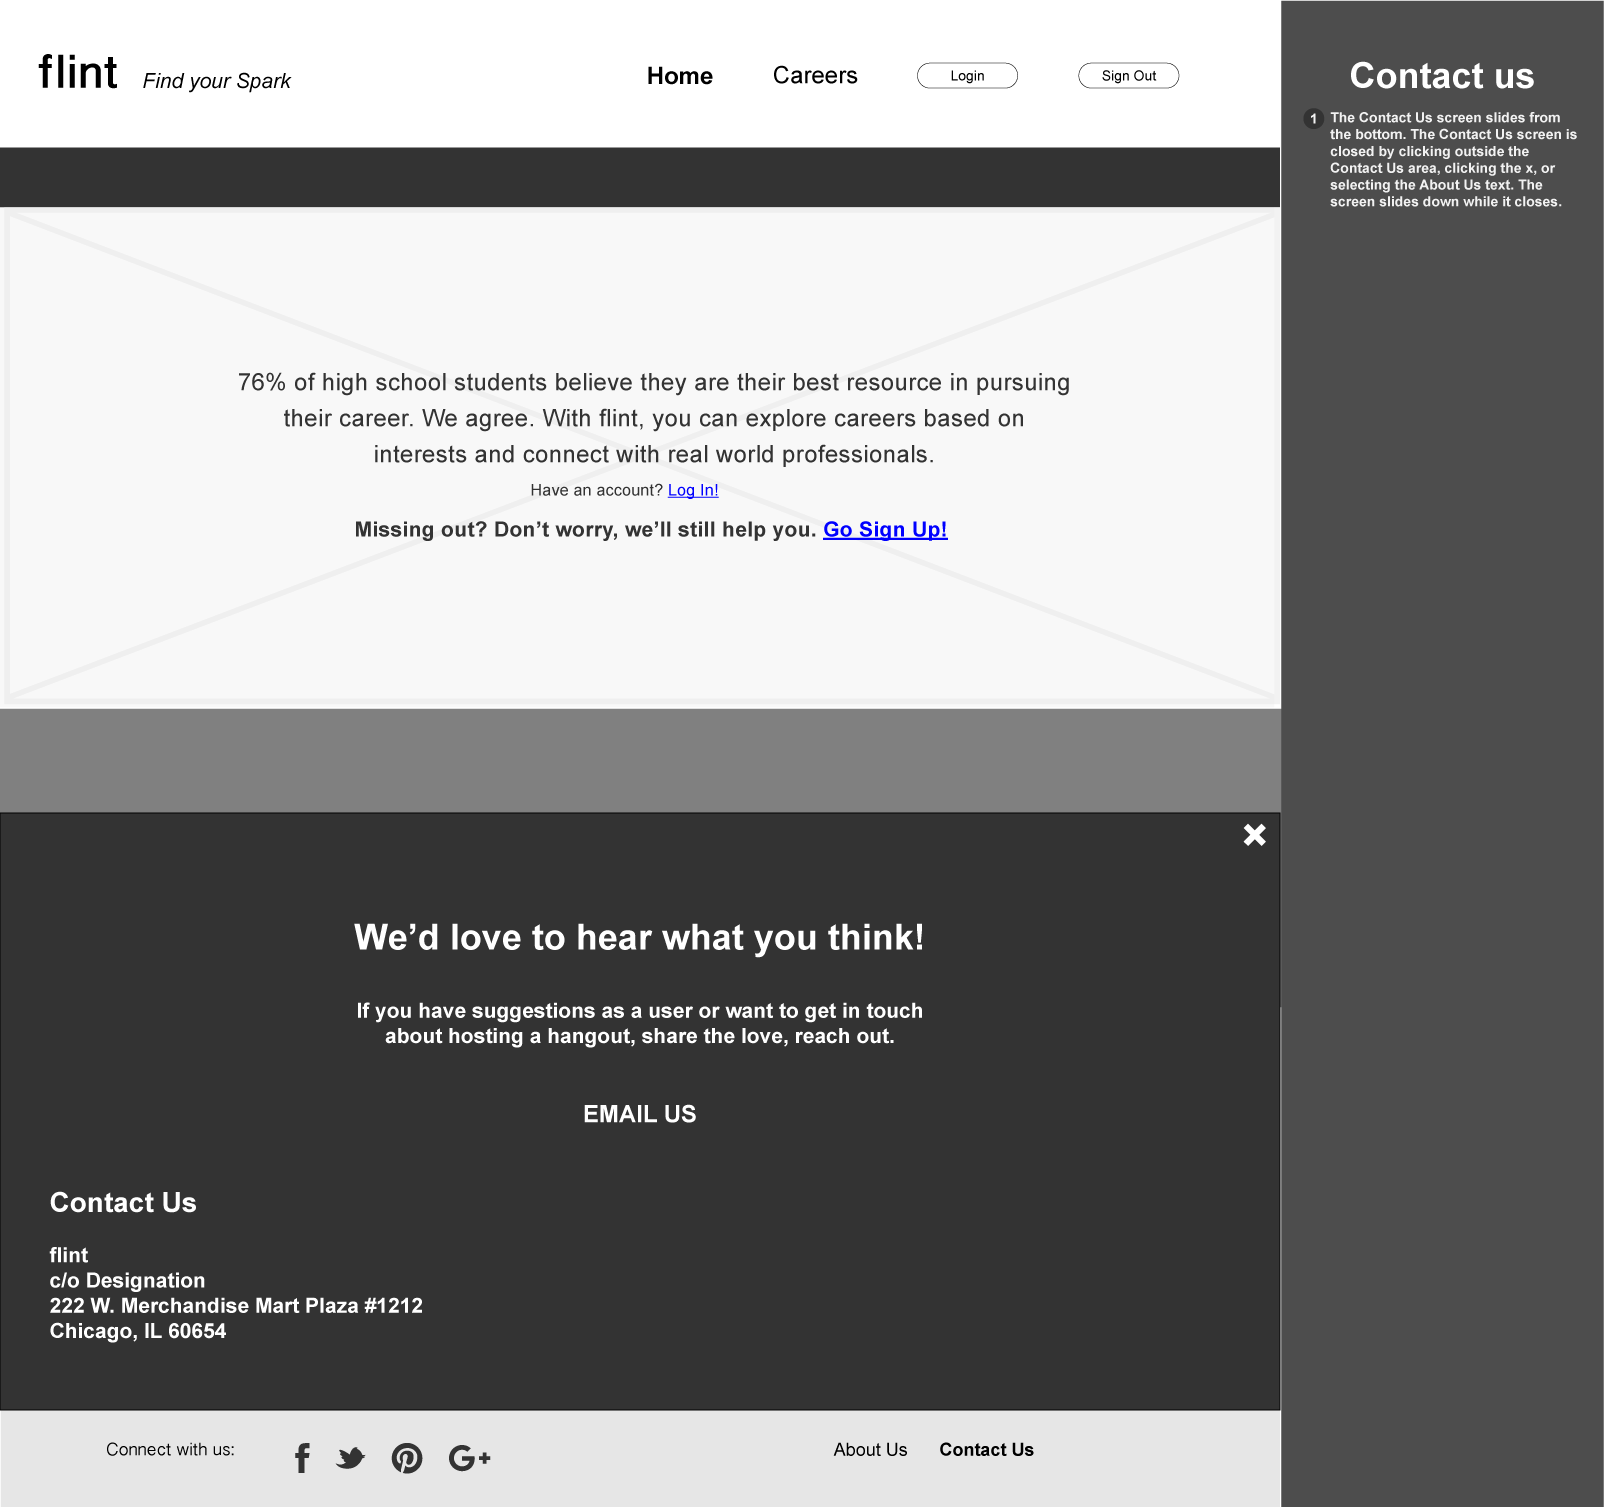 flint Find your Spark Home Careers Login Sign Out
76% of high school students believe they are their best resource in pursuing
their career. We agree. With flint, you can explore careers based on
interests and connect with real world professionals.
Have an account? Log In!
Missing out? Don’t worry, we’ll still help you. Go Sign Up!
We’d love to hear what you think!
If you have suggestions as a user or want to get in touch
about hosting a hangout, share the love, reach out.
EMAIL US
Contact Us
flint
c/o Designation
222 W. Merchandise Mart Plaza #1212
Chicago, IL 60654
Connect with us: About Us Contact Us
Contact us
1 The Contact Us screen slides from
the bottom. The Contact Us screen is
closed by clicking outside the
Contact Us area, clicking the x, or
selecting the About Us text. The
screen slides down while it closes.